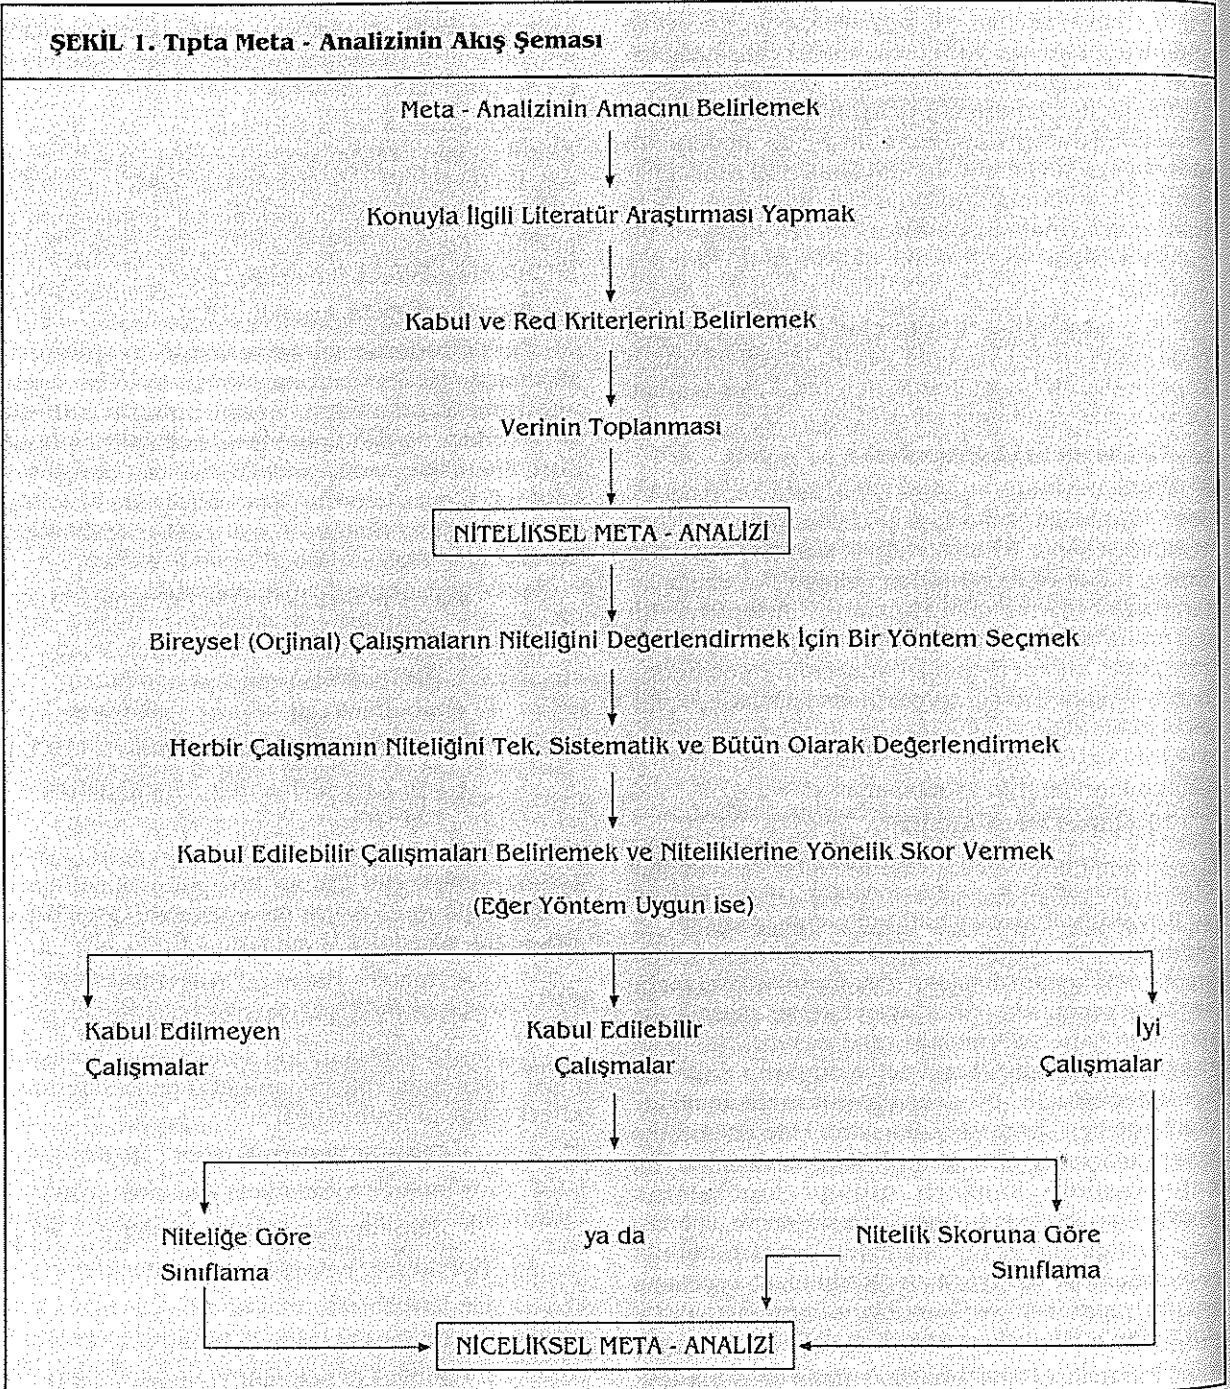 ŞEKİL 1. Tıpta Meta - Analizinin Akış Şeması
Meta - Analizinin Amacını Belirlemek
Konuyla İlgili Literatür Araştırması Yapmak
Kabul ve Red Kriterlerini Belirlemek
Verinin Toplanması
NİTELİKSEL META - ANALİZİ
Bireysel (Orjinal) Çalışmaların Niteliğini Değerlendirmek İçin Bir Yöntem Seçmek
Herbir Çalışmanın Niteliğini Tek, Sistematik ve Bütün Olarak Değerlendirmek
Kabul Edilebilir Çalışmaları Belirlemek ve Niteliklerine Yönelik Skor Vermek
(Eğer Yöntem Uygun ise)
Kabul Edilmeyen
Çalışmalar
Kabul Edilebilir
Çalışmalar
İyi
Çalışmalar
Niteliğe Göre
Sınıflama
ya da
Nitelik Skoruna Göre
Sınıflama
NİCELİKSEL META - ANALİZİ